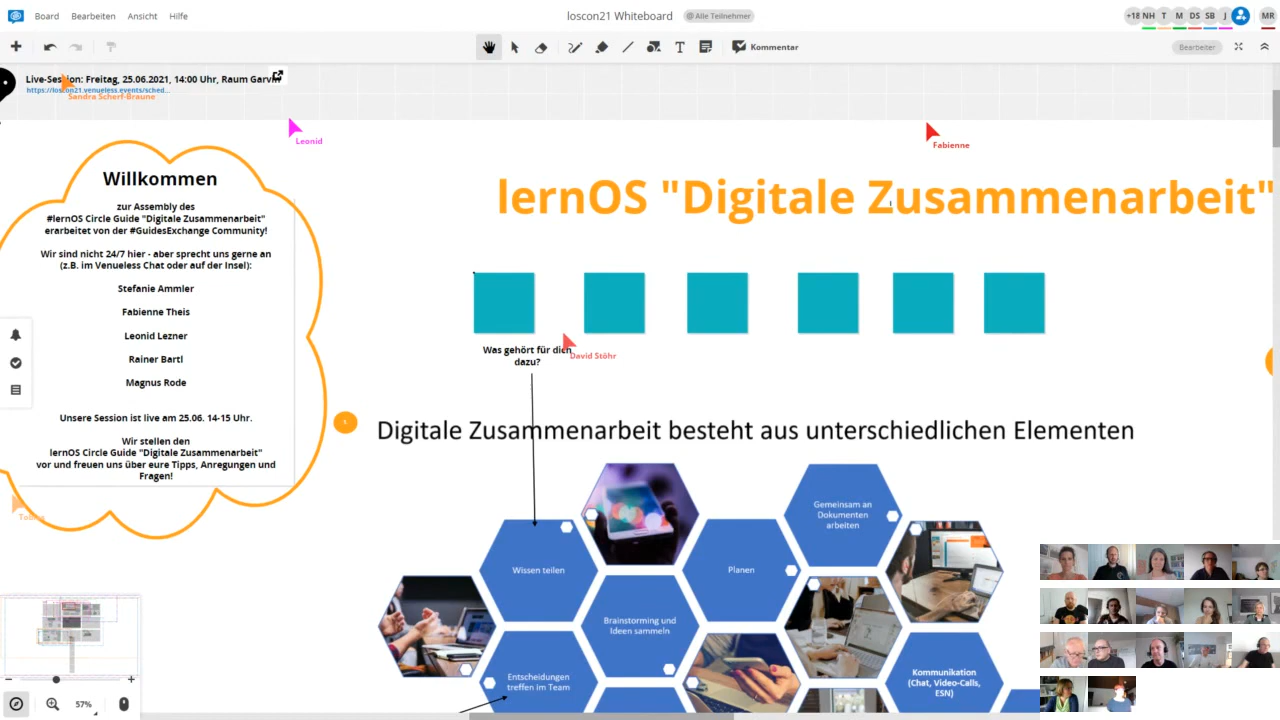 Board Bearbeiten Ansicht Hilfe
loscon21 Whiteboard
Alle Teilnehmer
+18 NH T M DS SB J
MR
Kommentar
Bearbeiter
Live-Session: Freitag, 25.06.2021, 14:00 Uhr, Raum Garvin
https://loscon21.venueless.events/sched...
Sandra Scherf-Braune
Leonid
Fabienne
Willkommen
zur Assembly des
#lernOS Circle Guide "Digitale Zusammenarbeit"
erarbeitet von der #GuidesExchange Community!
Wir sind nicht 24/7 hier - aber sprecht uns gerne an
(z.B. im Venueless Chat oder auf der Insel):
Stefanie Ammler
Fabienne Theis
Leonid Lezner
Rainer Bartl
Magnus Rode
Unsere Session ist live am 25.06. 14-15 Uhr.
Wir stellen den
lernOS Circle Guide "Digitale Zusammenarbeit"
vor und freuen uns über eure Tipps, Anregungen und
Fragen!
lernOS "Digitale Zusammenarbeit"
Was gehört für dich
dazu?
David Stöhr
Digitale Zusammenarbeit besteht aus unterschiedlichen Elementen
Gemeinsam an
Dokumenten
arbeiten
Wissen teilen
Planen
Brainstorming und
Ideen sammeln
Entscheidungen
treffen im Team
Kommunikation
(Chat, Video-Calls,
ESN)
57%